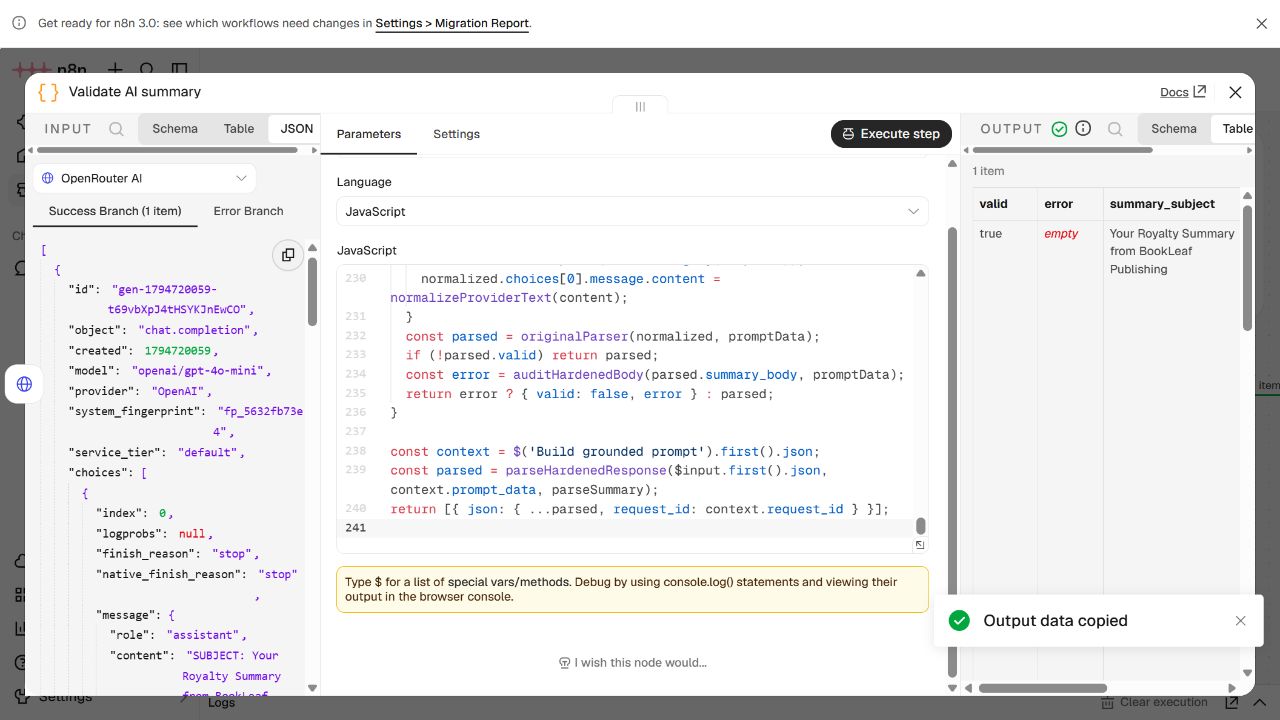 Get ready for n8n 3.0: see which workflows need changes in Settings > Migration Report.
n8n
Validate AI summary
Docs
INPUT
Schema
Table
JSON
Parameters
Settings
Execute step
OUTPUT
Schema
Table
OpenRouter AI
Success Branch (1 item)
Error Branch
[
{
"id": "gen-1794720059-
t69vbXpJ4tHSYKJnEwCO",
"object": "chat.completion",
"created": 1794720059,
"model": "openai/gpt-4o-mini",
"provider": "OpenAI",
"system_fingerprint": "fp_5632fb73e
4",
"service_tier": "default",
"choices": [
{
"index": 0,
"logprobs": null,
"finish_reason": "stop",
"native_finish_reason": "stop"
,
"message": {
"role": "assistant",
"content": "SUBJECT: Your
Royalty Summary
from BookLeaf
Language
JavaScript
JavaScript
230 normalized.choices[0].message.content =
normalizeProviderText(content);
231 }
232 const parsed = originalParser(normalized, promptData);
233 if (!parsed.valid) return parsed;
234 const error = auditHardenedBody(parsed.summary_body, promptData);
235 return error ? { valid: false, error } : parsed;
236 }
237
238 const context = $('Build grounded prompt').first().json;
239 const parsed = parseHardenedResponse($input.first().json,
context.prompt_data, parseSummary);
240 return [{ json: { ...parsed, request_id: context.request_id } }];
241
Type $ for a list of special vars/methods. Debug by using console.log() statements and viewing their
output in the browser console.
I wish this node would...
1 item
valid
error
summary_subject
true
empty
Your Royalty Summary
from BookLeaf
Publishing
item
Output data copied
Settings
Logs
Clear execution